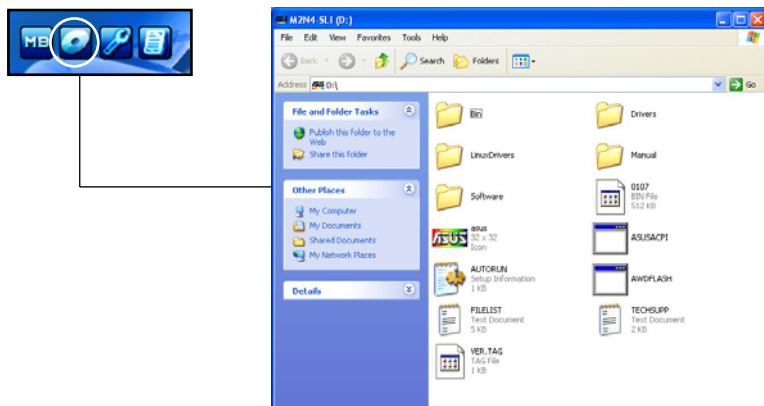 MB
M2N4-SLI (D:)
File Edit View Favorites Tools Help
Back Search Folders
Address D:\ Go
File and Folder Tasks
Publish this folder to the
Web
Share this folder
Other Places
My Computer
My Documents
Shared Documents
My Network Places
Details
Bin
Drivers
LinuxDrivers
Manual
Software
0107
BIN File
512 KB
asus
32 x 32
Icon
ASUS
ASUSACPI
AUTORUN
Setup Information
1 KB
AWDFLASH
FILELIST
Text Document
5 KB
TECHSUPP
Text Document
2 KB
VER.TAG
TAG File
1 KB